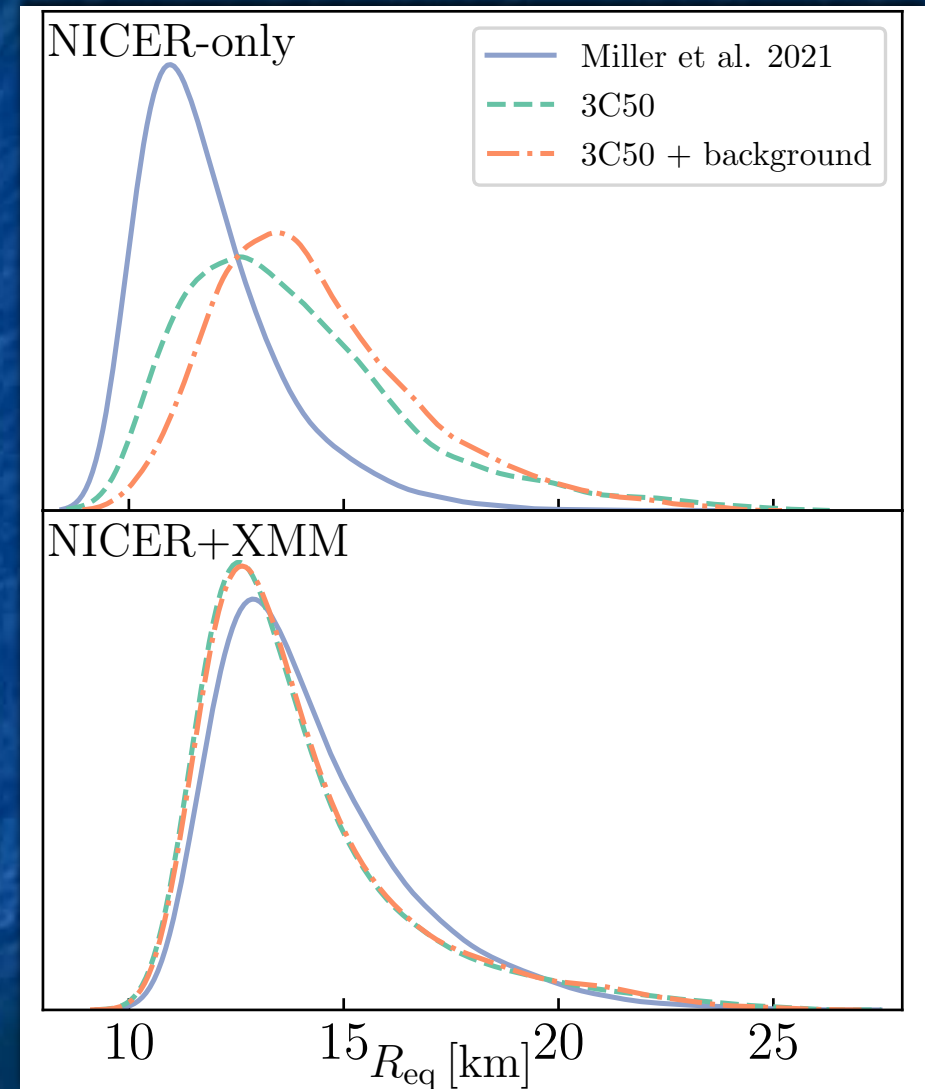 NICER-only
Miller et al. 2021
3C50
3C50 + background
NICER+XMM
10 15 20 25
R_eq [km]